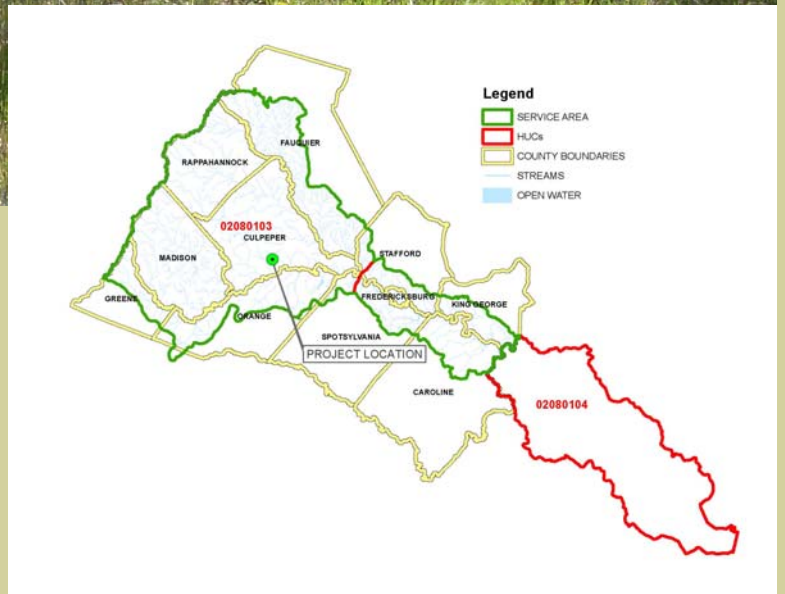 Legend
SERVICE AREA
HUCs
COUNTY BOUNDARIES
STREAMS
OPEN WATER
FAUQUIER
RAPPAHANNOCK
02080103
CULPEPER
MADISON
STAFFORD
GREENE
FREDERICKSBURG
KING GEORGE
ORANGE
SPOTSYLVANIA
PROJECT LOCATION
CAROLINE
02080104